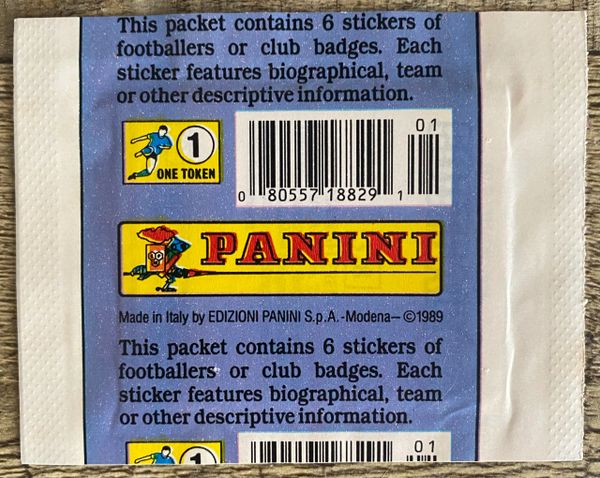 This packet contains 6 stickers of
footballers or club badges. Each
sticker features biographical, team
or other descriptive information.
1
ONE TOKEN
01
0 80557 18829 1
PANINI
Made in Italy by EDIZIONI PANINI S.p.A.-Modena-©1989
This packet contains 6 stickers of
footballers or club badges. Each
sticker features biographical, team
or other descriptive information.
1
01